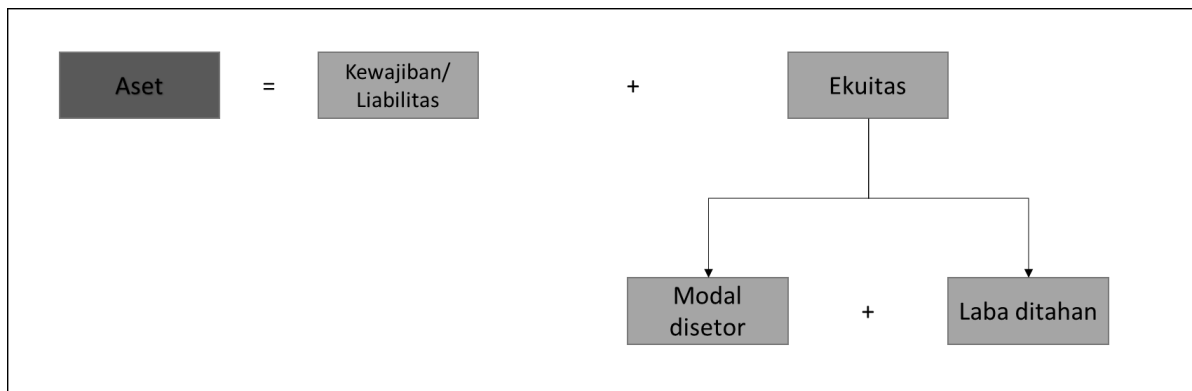 Aset = Kewajiban/ + Ekuitas
Liabilitas
Modal
disetor + Laba ditahan